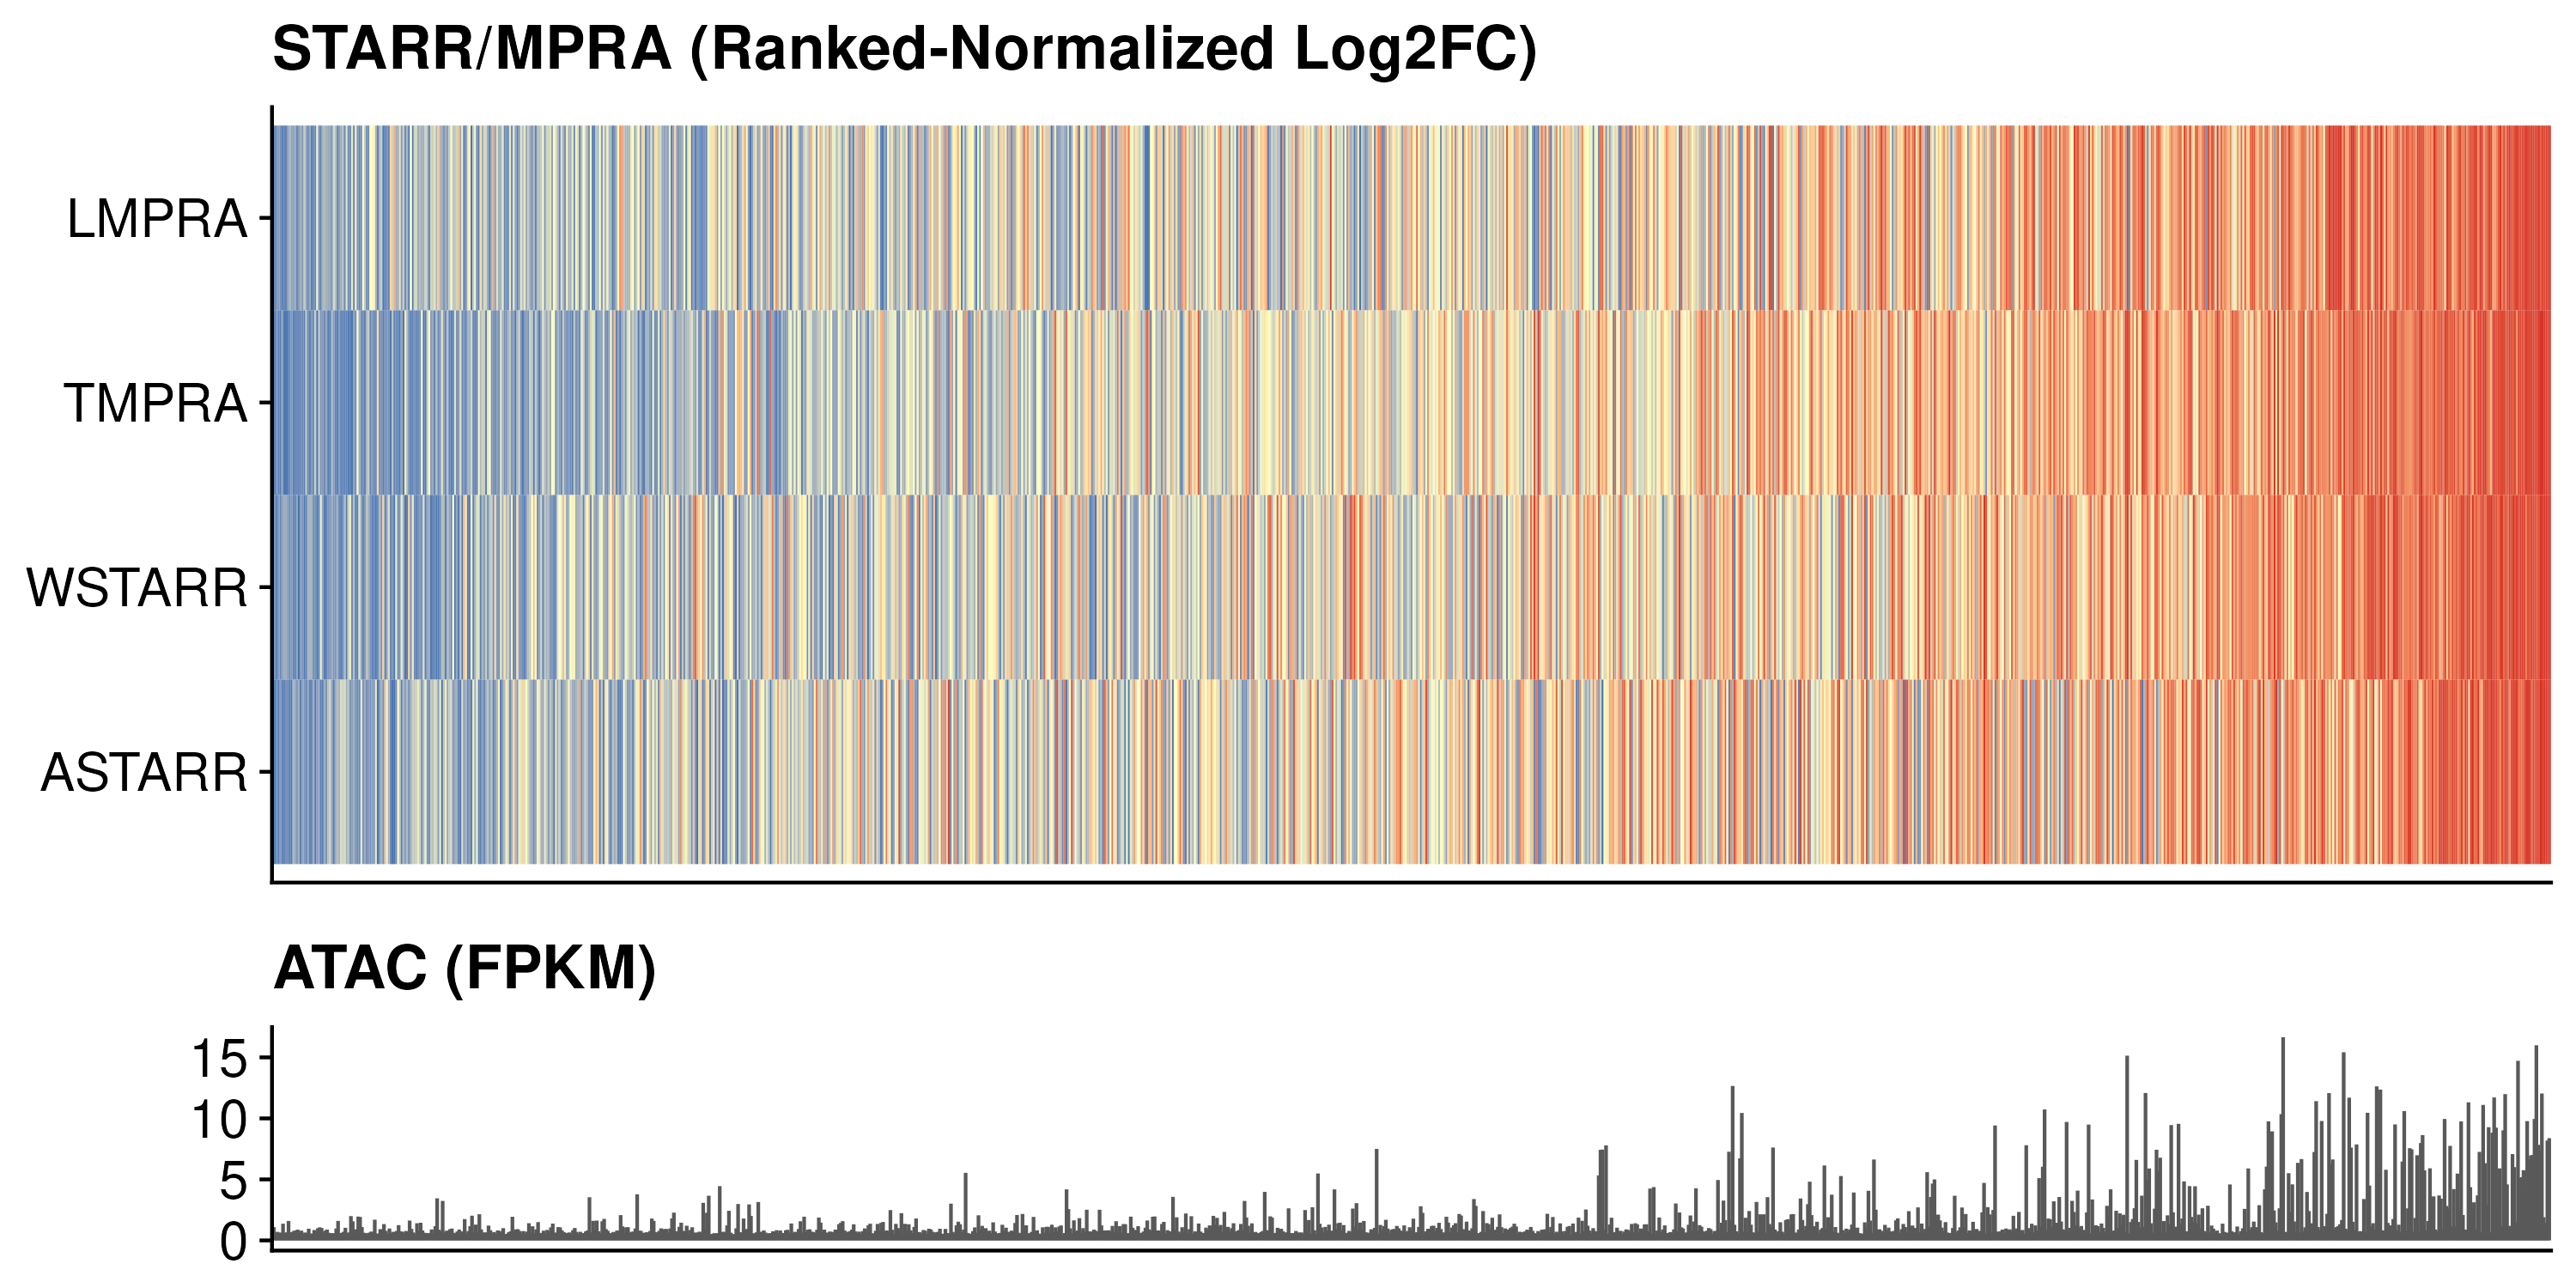 STARR/MPRA (Ranked-Normalized Log2FC)
LMPRA
TMPRA
WSTARR
ASTARR
ATAC (FPKM)
15
10
5
0